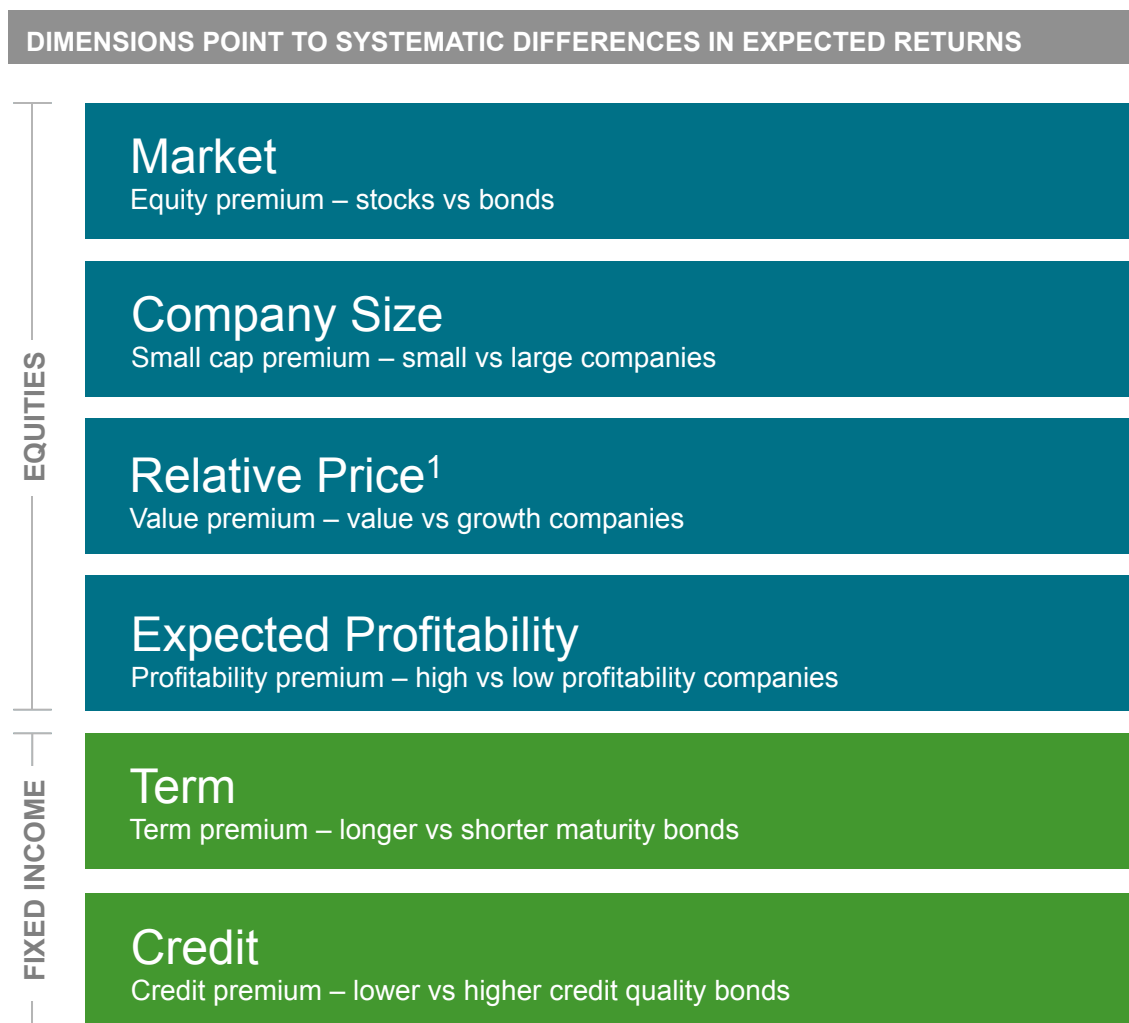 DIMENSIONS POINT TO SYSTEMATIC DIFFERENCES IN EXPECTED RETURNS
EQUITIES
Market
Equity premium – stocks vs bonds
Company Size
Small cap premium – small vs large companies
Relative Price¹
Value premium – value vs growth companies
Expected Profitability
Profitability premium – high vs low profitability companies
FIXED INCOME
Term
Term premium – longer vs shorter maturity bonds
Credit
Credit premium – lower vs higher credit quality bonds